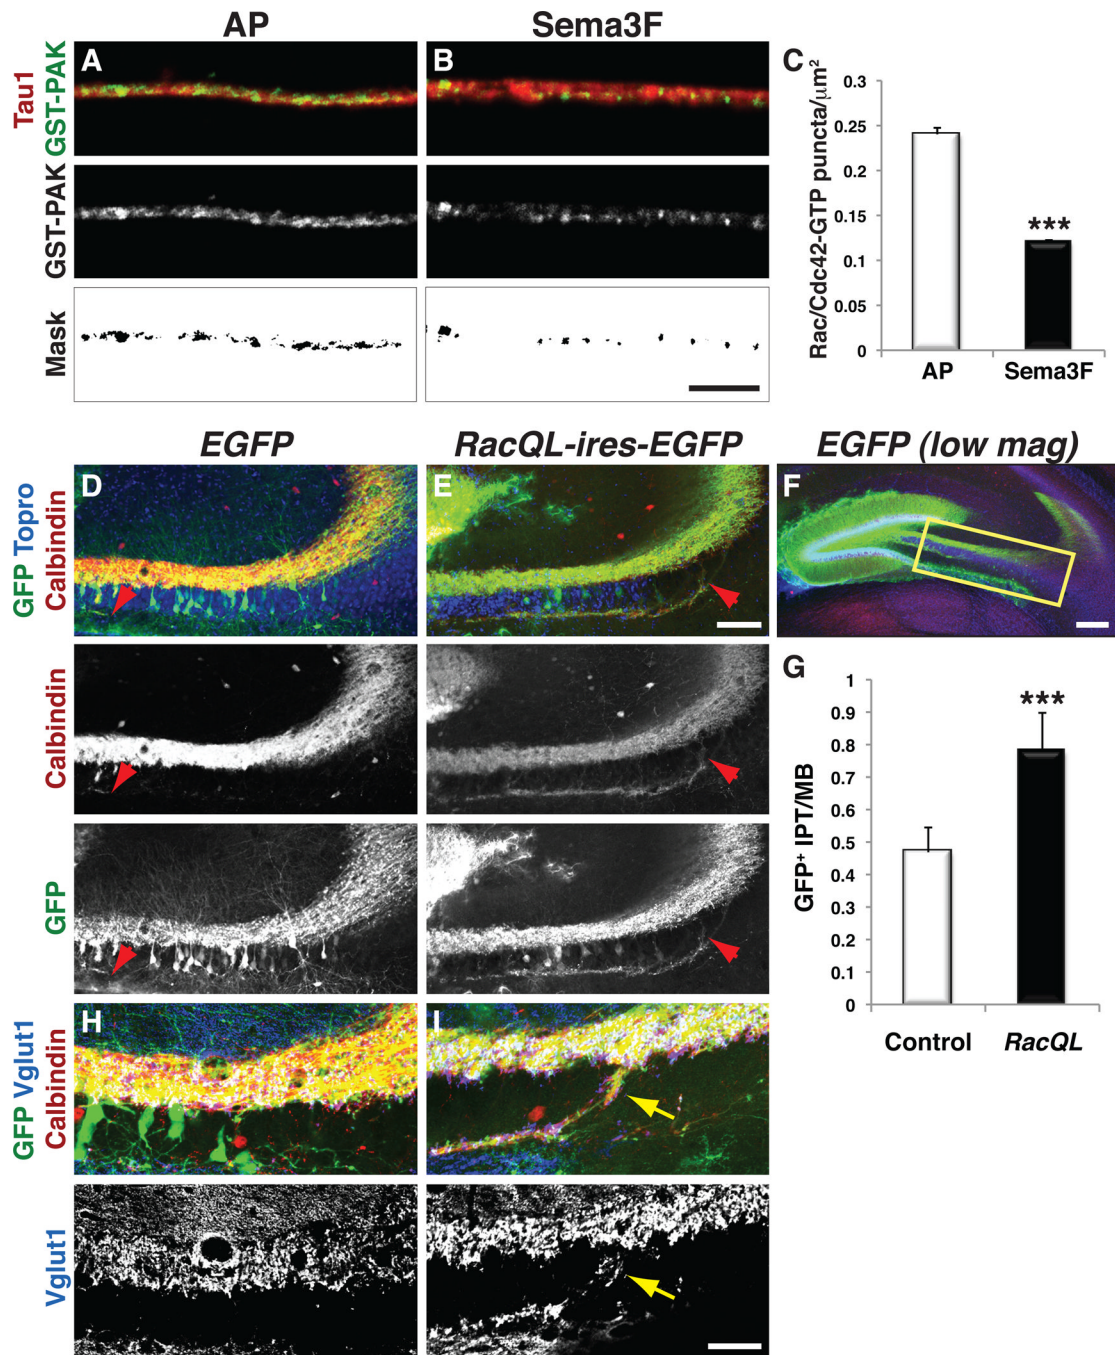 AP
Sema3F
A
B
C
Tau1
GST-PAK
GST-PAK
Mask
Rac/Cdc42-GTP puncta/μm²
0.3
0.25
0.2
0.15
0.1
0.05
0
***
AP
Sema3F
EGFP
RacQL-ires-EGFP
EGFP (low mag)
D
E
F
GFP Topro
Calbindin
Calbindin
GFP
G
GFP⁺ IPT/MB
1
0.9
0.8
0.7
0.6
0.5
0.4
0.3
0.2
0.1
0
***
Control
RacQL
H
I
GFP Vglut1
Calbindin
Vglut1